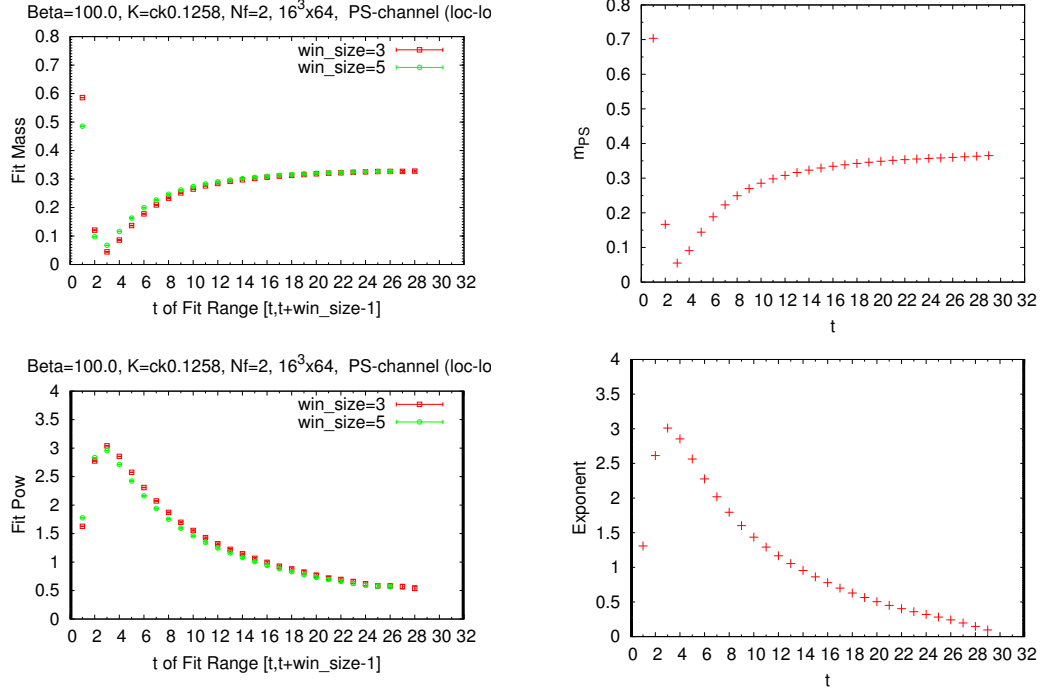 Beta=100.0, K=ck0.1258, Nf=2, 16^3x64, PS-channel (loc-lo
win_size=3
win_size=5
Fit Mass
0.8
0.7
0.6
0.5
0.4
0.3
0.2
0.1
0
0 2 4 6 8 10 12 14 16 18 20 22 24 26 28 30 32
t of Fit Range [t,t+win_size-1]
m_PS
0.8
0.7
0.6
0.5
0.4
0.3
0.2
0.1
0
0 2 4 6 8 10 12 14 16 18 20 22 24 26 28 30 32
t
Beta=100.0, K=ck0.1258, Nf=2, 16^3x64, PS-channel (loc-lo
win_size=3
win_size=5
Fit Pow
4
3.5
3
2.5
2
1.5
1
0.5
0
0 2 4 6 8 10 12 14 16 18 20 22 24 26 28 30 32
t of Fit Range [t,t+win_size-1]
Exponent
4
3.5
3
2.5
2
1.5
1
0.5
0
0 2 4 6 8 10 12 14 16 18 20 22 24 26 28 30 32
t